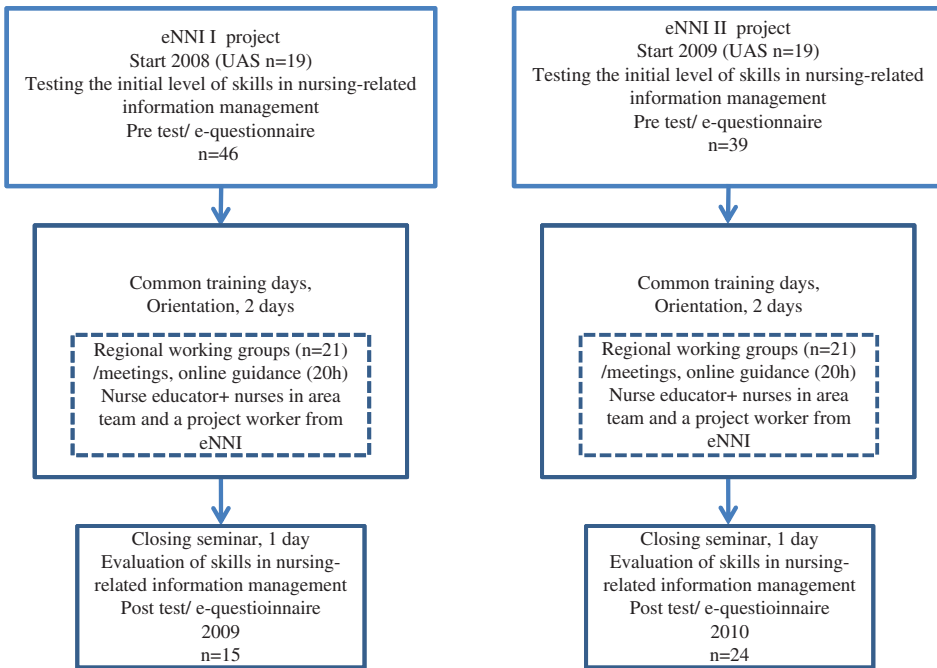 eNNI I project
Start 2008 (UAS n=19)
Testing the initial level of skills in nursing-related
information management
Pre test/ e-questionnaire
n=46
Common training days,
Orientation, 2 days
Regional working groups (n=21)
/meetings, online guidance (20h)
Nurse educator+ nurses in area
team and a project worker from
eNNI
Closing seminar, 1 day
Evaluation of skills in nursing-
related information management
Post test/ e-questioinnaire
2009
n=15
eNNI II project
Start 2009 (UAS n=19)
Testing the initial level of skills in nursing-related
information management
Pre test/ e-questionnaire
n=39
Common training days,
Orientation, 2 days
Regional working groups (n=21)
/meetings, online guidance (20h)
Nurse educator+ nurses in area
team and a project worker from
eNNI
Closing seminar, 1 day
Evaluation of skills in nursing-
related information management
Post test/ e-questioinnaire
2010
n=24